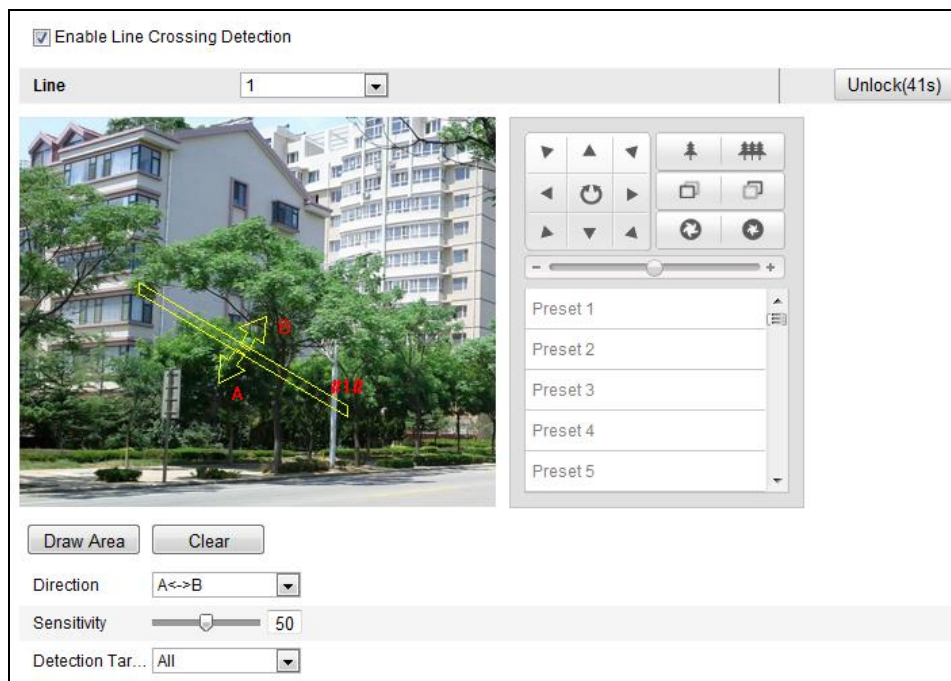 Enable Line Crossing Detection
Line 1 Unlock(41s)
B
A
212
- +
Preset 1
Preset 2
Preset 3
Preset 4
Preset 5
Draw Area Clear
Direction A<->B
Sensitivity 50
Detection Tar... All